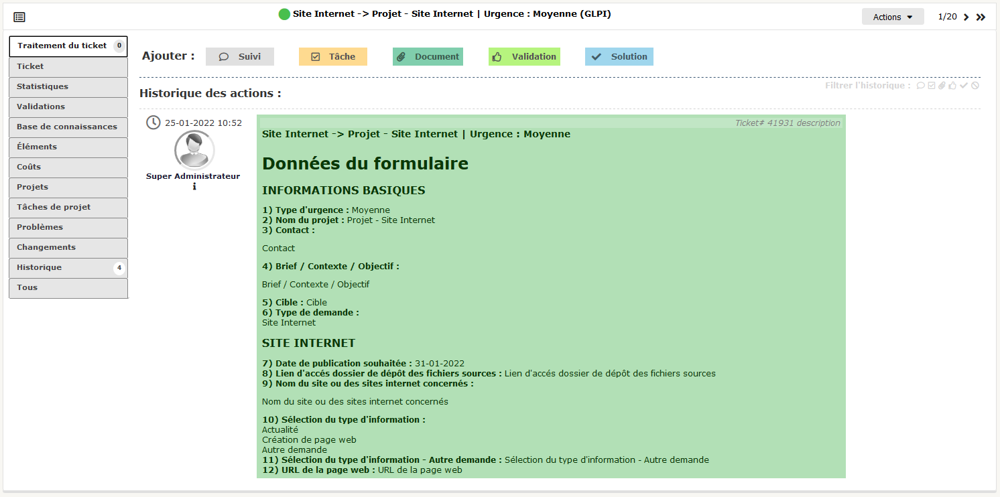 Site Internet -> Projet - Site Internet | Urgence : Moyenne (GLPI)
Actions
1/20
Traitement du ticket 0
Ticket
Statistiques
Validations
Base de connaissances
Éléments
Coûts
Projets
Tâches de projet
Problèmes
Changements
Historique 4
Tous
Ajouter : Suivi Tâche Document Validation Solution
Filtrer l'historique :
Historique des actions :
25-01-2022 10:52
Super Administrateur
Ticket# 41931 description
Site Internet -> Projet - Site Internet | Urgence : Moyenne
Données du formulaire
INFORMATIONS BASIQUES
1) Type d'urgence : Moyenne
2) Nom du projet : Projet - Site Internet
3) Contact :
Contact
4) Brief / Contexte / Objectif :
Brief / Contexte / Objectif
5) Cible : Cible
6) Type de demande :
Site Internet
SITE INTERNET
7) Date de publication souhaitée : 31-01-2022
8) Lien d'accés dossier de dépôt des fichiers sources : Lien d'accés dossier de dépôt des fichiers sources
9) Nom du site ou des sites internet concernés :
Nom du site ou des sites internet concernés
10) Sélection du type d'information :
Actualité
Création de page web
Autre demande
11) Sélection du type d'information - Autre demande : Sélection du type d'information - Autre demande
12) URL de la page web : URL de la page web